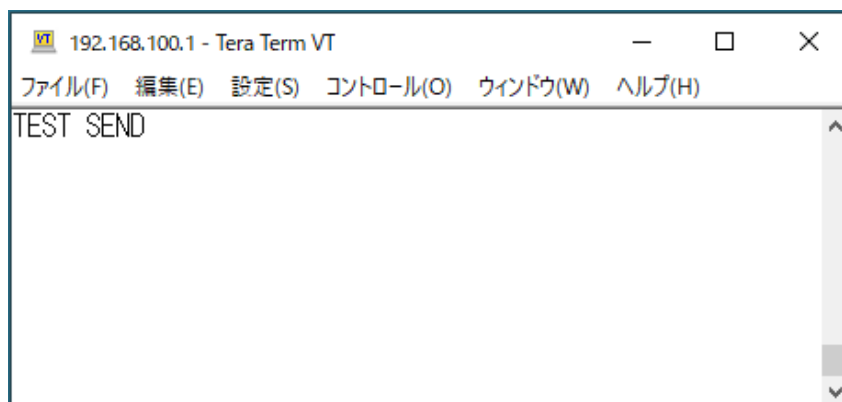 VT 192.168.100.1 - Tera Term VT
ファイル(F) 編集(E) 設定(S) コントロール(O) ウィンドウ(W) ヘルプ(H)
TEST SEND